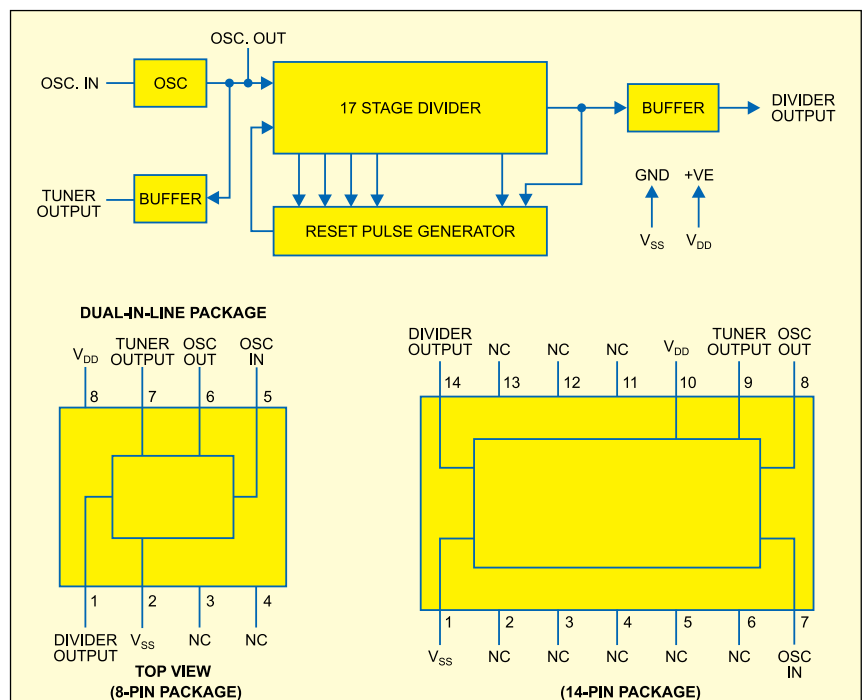 OSC. OUT
OSC. IN
OSC
17 STAGE DIVIDER
BUFFER
DIVIDER
OUTPUT
TUNER
OUTPUT
BUFFER
RESET PULSE GENERATOR
GND +VE
VSS VDD
DUAL-IN-LINE PACKAGE
VDD
TUNER
OUTPUT
OSC
OUT
OSC
IN
8 7 6 5
1 2 3 4
DIVIDER
OUTPUT
VSS
NC
NC
TOP VIEW
(8-PIN PACKAGE)
DIVIDER
OUTPUT
NC
NC
NC
VDD
TUNER
OUTPUT
OSC
OUT
14 13 12 11 10 9 8
1 2 3 4 5 6 7
VSS
NC
NC
NC
NC
NC
OSC
IN
(14-PIN PACKAGE)